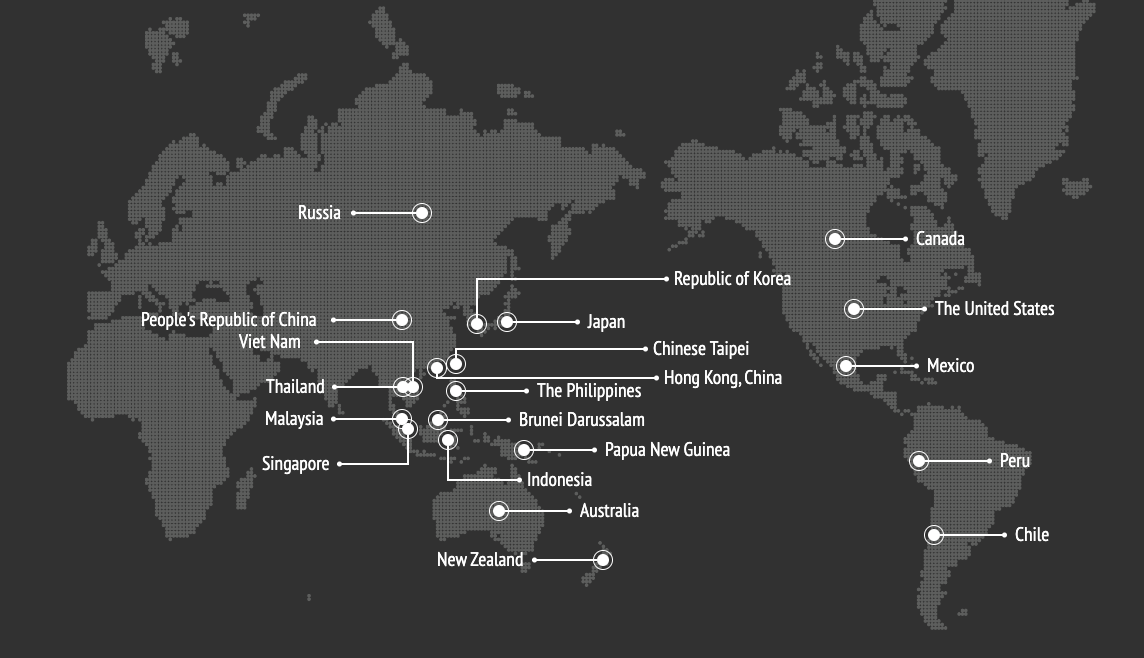 Russia
Canada
Republic of Korea
The United States
People's Republic of China
Japan
Viet Nam
Chinese Taipei
Mexico
Hong Kong, China
Thailand
The Philippines
Malaysia
Brunei Darussalam
Papua New Guinea
Singapore
Peru
Indonesia
Australia
Chile
New Zealand